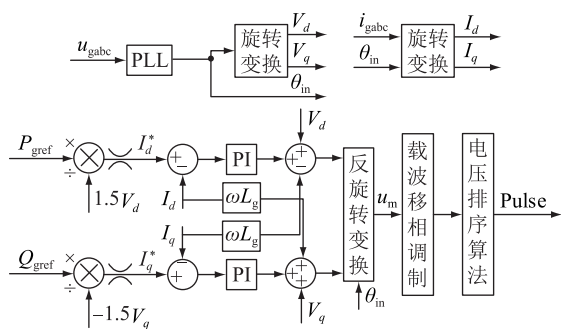 u_gabc
PLL
旋转变换
V_d
V_q
θ_in
i_gabc
θ_in
旋转变换
I_d
I_q
P_ref
×
÷
×
1.5V_d
I_d^*
+
−
PI
V_d
+
−
+
I_d
ωL_g
I_q
ωL_g
Q_gref
×
÷
×
−1.5V_q
I_q^*
−
+
PI
+
+
+
V_q
反旋转变换
θ_in
u_m
载波移相调制
电压排序算法
Pulse